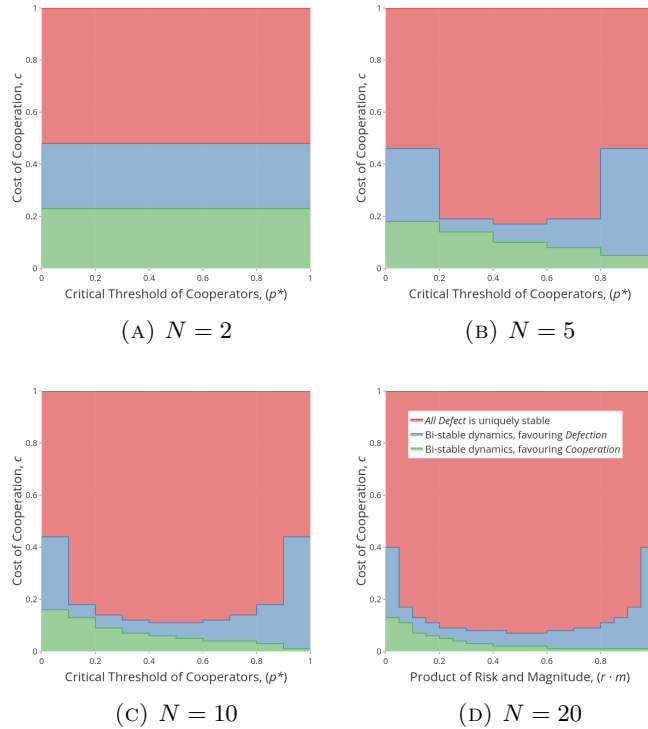 1
0.8
0.6
0.4
0.2
0
Cost of Cooperation, c
0 0.2 0.4 0.6 0.8 1
Critical Threshold of Cooperators, (p*)
(A) N = 2
1
0.8
0.6
0.4
0.2
0
Cost of Cooperation, c
0 0.2 0.4 0.6 0.8
Critical Threshold of Cooperators, (p*)
(B) N = 5
1
0.8
0.6
0.4
0.2
0
Cost of Cooperation, c
0 0.2 0.4 0.6 0.8 1
Critical Threshold of Cooperators, (p*)
(C) N = 10
1
0.8
0.6
0.4
0.2
0
Cost of Cooperation, c
All Defect is uniquely stable
Bi-stable dynamics, favouring Defection
Bi-stable dynamics, favouring Cooperation
0 0.2 0.4 0.6 0.8
Product of Risk and Magnitude, (r · m)
(D) N = 20